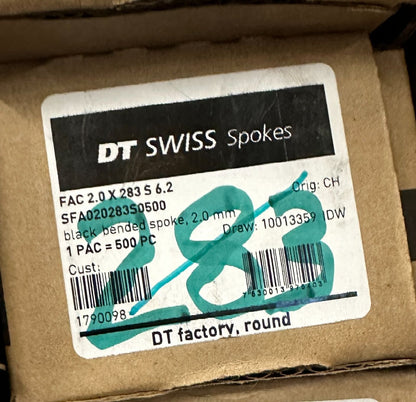 DT SWISS Spokes
FAC 2.0 X 283 S 6.2
SFA020283S0500
Orig: CH
black bended spoke, 2.0 mm
Draw: 10013359 IDW
1 PAC = 500 PC
Cust:
283
1790098
DT factory, round